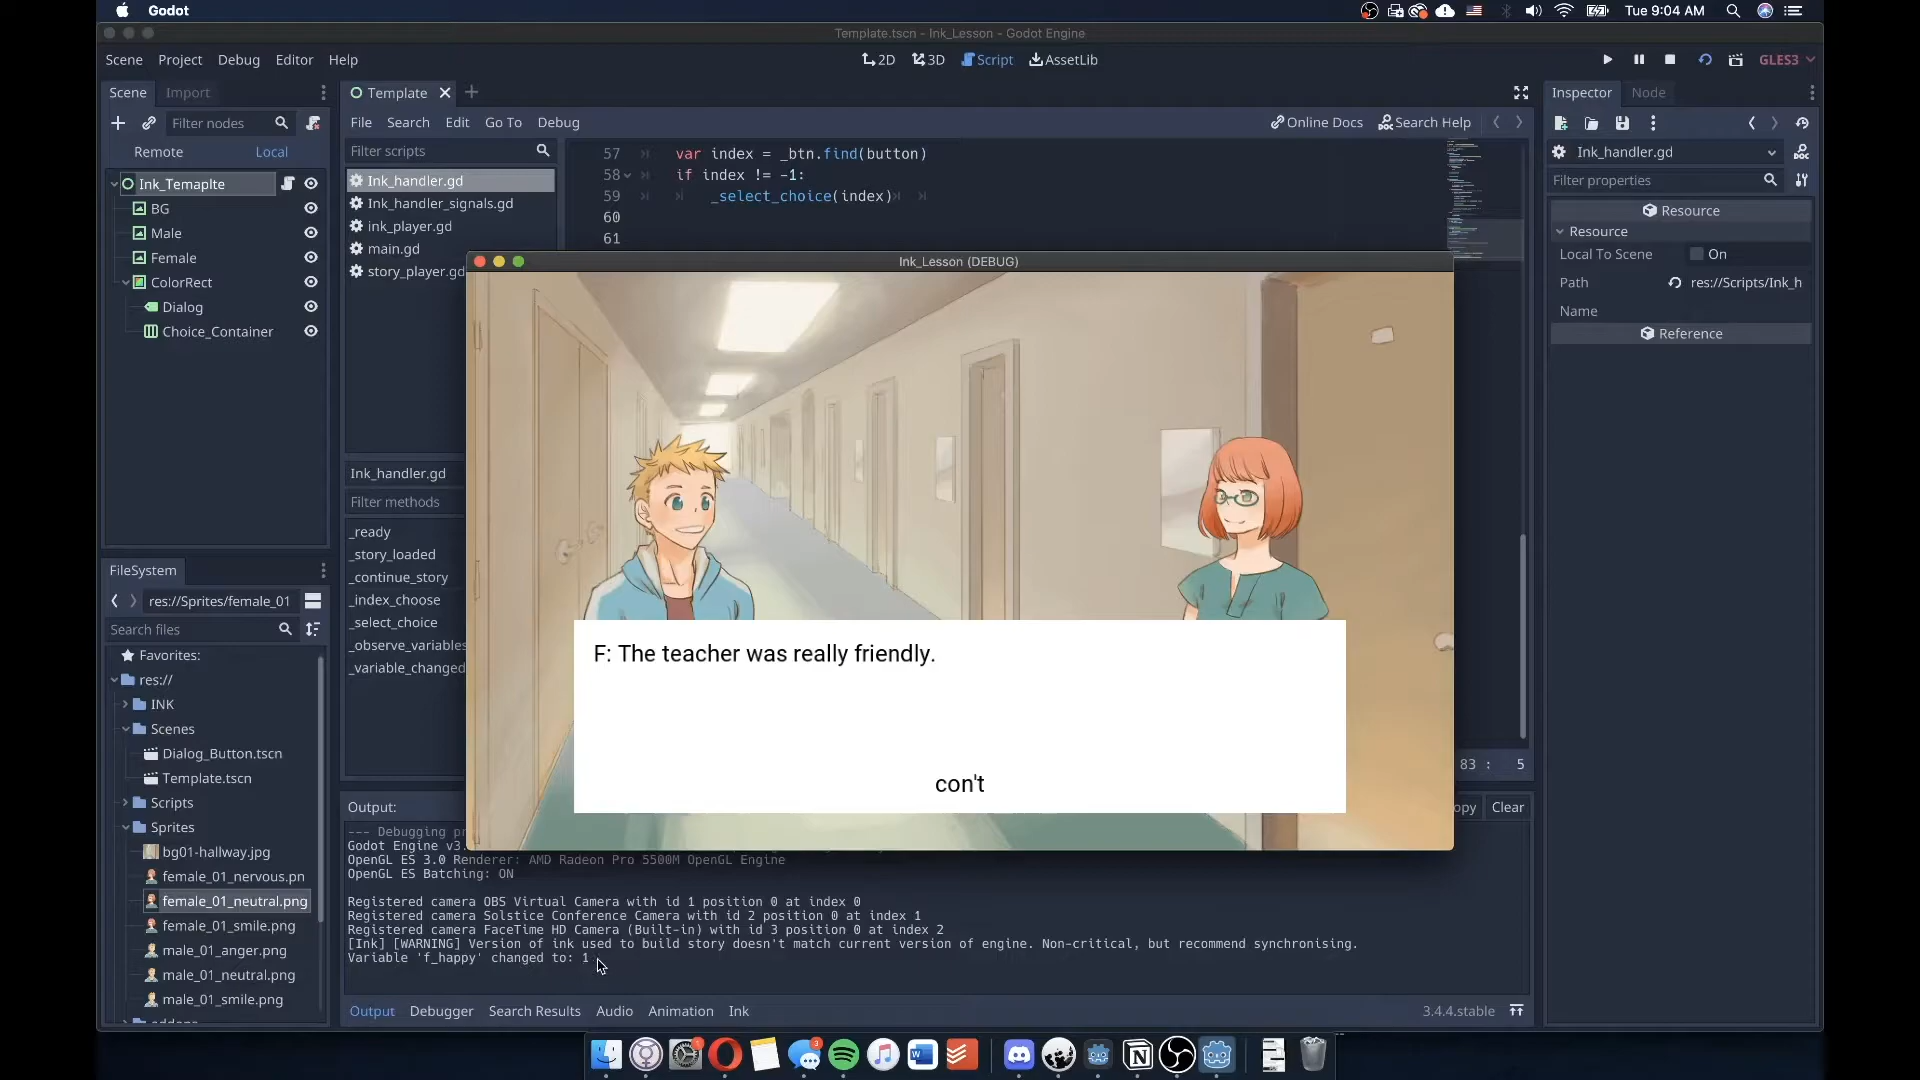 Godot
Tue 9:04 AM
Template.tscn - Ink_Lesson - Godot Engine
Scene Project Debug Editor Help
2D 3D Script AssetLib
GLES3
Scene Import
Template
Inspector Node
Filter nodes
File Search Edit Go To Debug
Online Docs Search Help
Remote Local
Filter scripts
Ink_handler.gd
Filter properties
Ink_Temaplte
BG
Male
Female
ColorRect
Dialog
Choice_Container
Ink_handler.gd
Ink_handler_signals.gd
ink_player.gd
main.gd
story_player.gd
57 var index = _btn.find(button)
58 if index != -1:
59 _select_choice(index)
60
61
Resource
Resource
Local To Scene On
Path res://Scripts/Ink_h
Name
Reference
Ink_Lesson (DEBUG)
F: The teacher was really friendly.
con't
Ink_handler.gd
Filter methods
_ready
_story_loaded
_continue_story
_index_choose
_select_choice
_observe_variables
_variable_changed
83 : 5
FileSystem
res://Sprites/female_01
Search files
Favorites:
res://
INK
Scenes
Dialog_Button.tscn
Template.tscn
Scripts
Sprites
bg01-hallway.jpg
female_01_nervous.pn
female_01_neutral.png
female_01_smile.png
male_01_anger.png
male_01_neutral.png
male_01_smile.png
Output:
opy Clear
--- Debugging pr
Godot Engine v3.
OpenGL ES 3.0 Renderer: AMD Radeon Pro 5500M OpenGL Engine
OpenGL ES Batching: ON
Registered camera OBS Virtual Camera with id 1 position 0 at index 0
Registered camera Solstice Conference Camera with id 2 position 0 at index 1
Registered camera FaceTime HD Camera (Built-in) with id 3 position 0 at index 2
[Ink] [WARNING] Version of ink used to build story doesn't match current version of engine. Non-critical, but recommend synchronising.
Variable 'f_happy' changed to: 1
Output Debugger Search Results Audio Animation Ink
3.4.4.stable